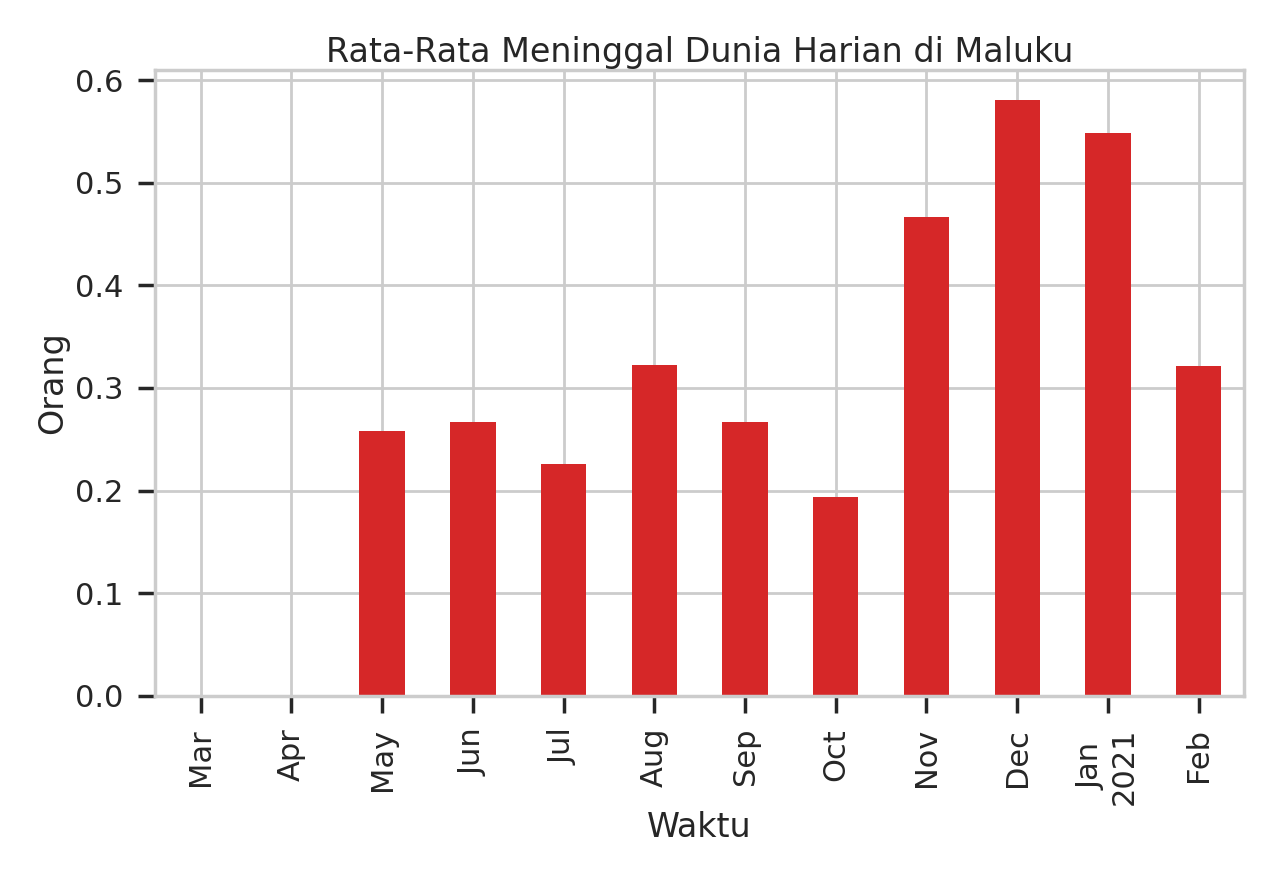 Rata-Rata Meninggal Dunia Harian di Maluku
0.6
0.5
0.4
0.3
0.2
0.1
0.0
Orang
Mar
Apr
May
Jun
Jul
Aug
Sep
Oct
Nov
Dec
Jan
2021
Feb
Waktu